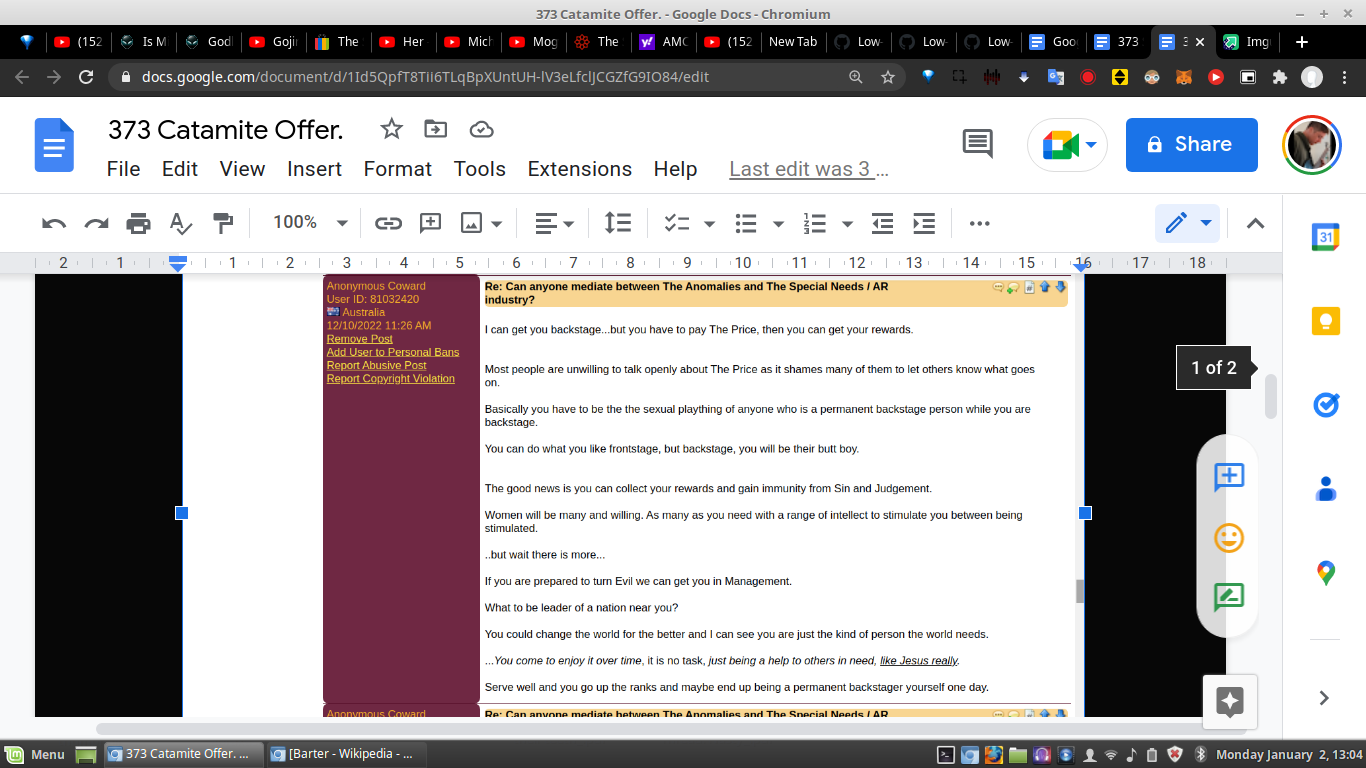 373 Catamite Offer. - Google Docs - Chromium
(152
Is M
God
Goji
The
Her
Mich
Mog
The
AMC
(152
New Tab
Low-
Low-
Low-
Goo
373
3
Img
docs.google.com/document/d/1Id5QpfT8Tii6TLqBpXUntUH-lV3eLfcljCGZfG9IO84/edit
373 Catamite Offer.
File Edit View Insert Format Tools Extensions Help Last edit was 3 ...
Share
100%
2 1 1 2 3 4 5 6 7 8 9 10 11 12 13 14 15 16 17 18
31
Anonymous Coward
User ID: 81032420
Australia
12/10/2022 11:26 AM
Remove Post
Add User to Personal Bans
Report Abusive Post
Report Copyright Violation
Re: Can anyone mediate between The Anomalies and The Special Needs / AR
industry?
I can get you backstage...but you have to pay The Price, then you can get your rewards.
Most people are unwilling to talk openly about The Price as it shames many of them to let others know what goes
on.
Basically you have to be the the sexual plaything of anyone who is a permanent backstage person while you are
backstage.
You can do what you like frontstage, but backstage, you will be their butt boy.
The good news is you can collect your rewards and gain immunity from Sin and Judgement.
Women will be many and willing. As many as you need with a range of intellect to stimulate you between being
stimulated.
..but wait there is more...
If you are prepared to turn Evil we can get you in Management.
What to be leader of a nation near you?
You could change the world for the better and I can see you are just the kind of person the world needs.
...You come to enjoy it over time, it is no task, just being a help to others in need, like Jesus really.
Serve well and you go up the ranks and maybe end up being a permanent backstager yourself one day.
Anonymous Coward
Re: Can anyone mediate between The Anomalies and The Special Needs / AR
1 of 2
Menu
373 Catamite Offer. ...
[Barter - Wikipedia - ...
Monday January 2, 13:04